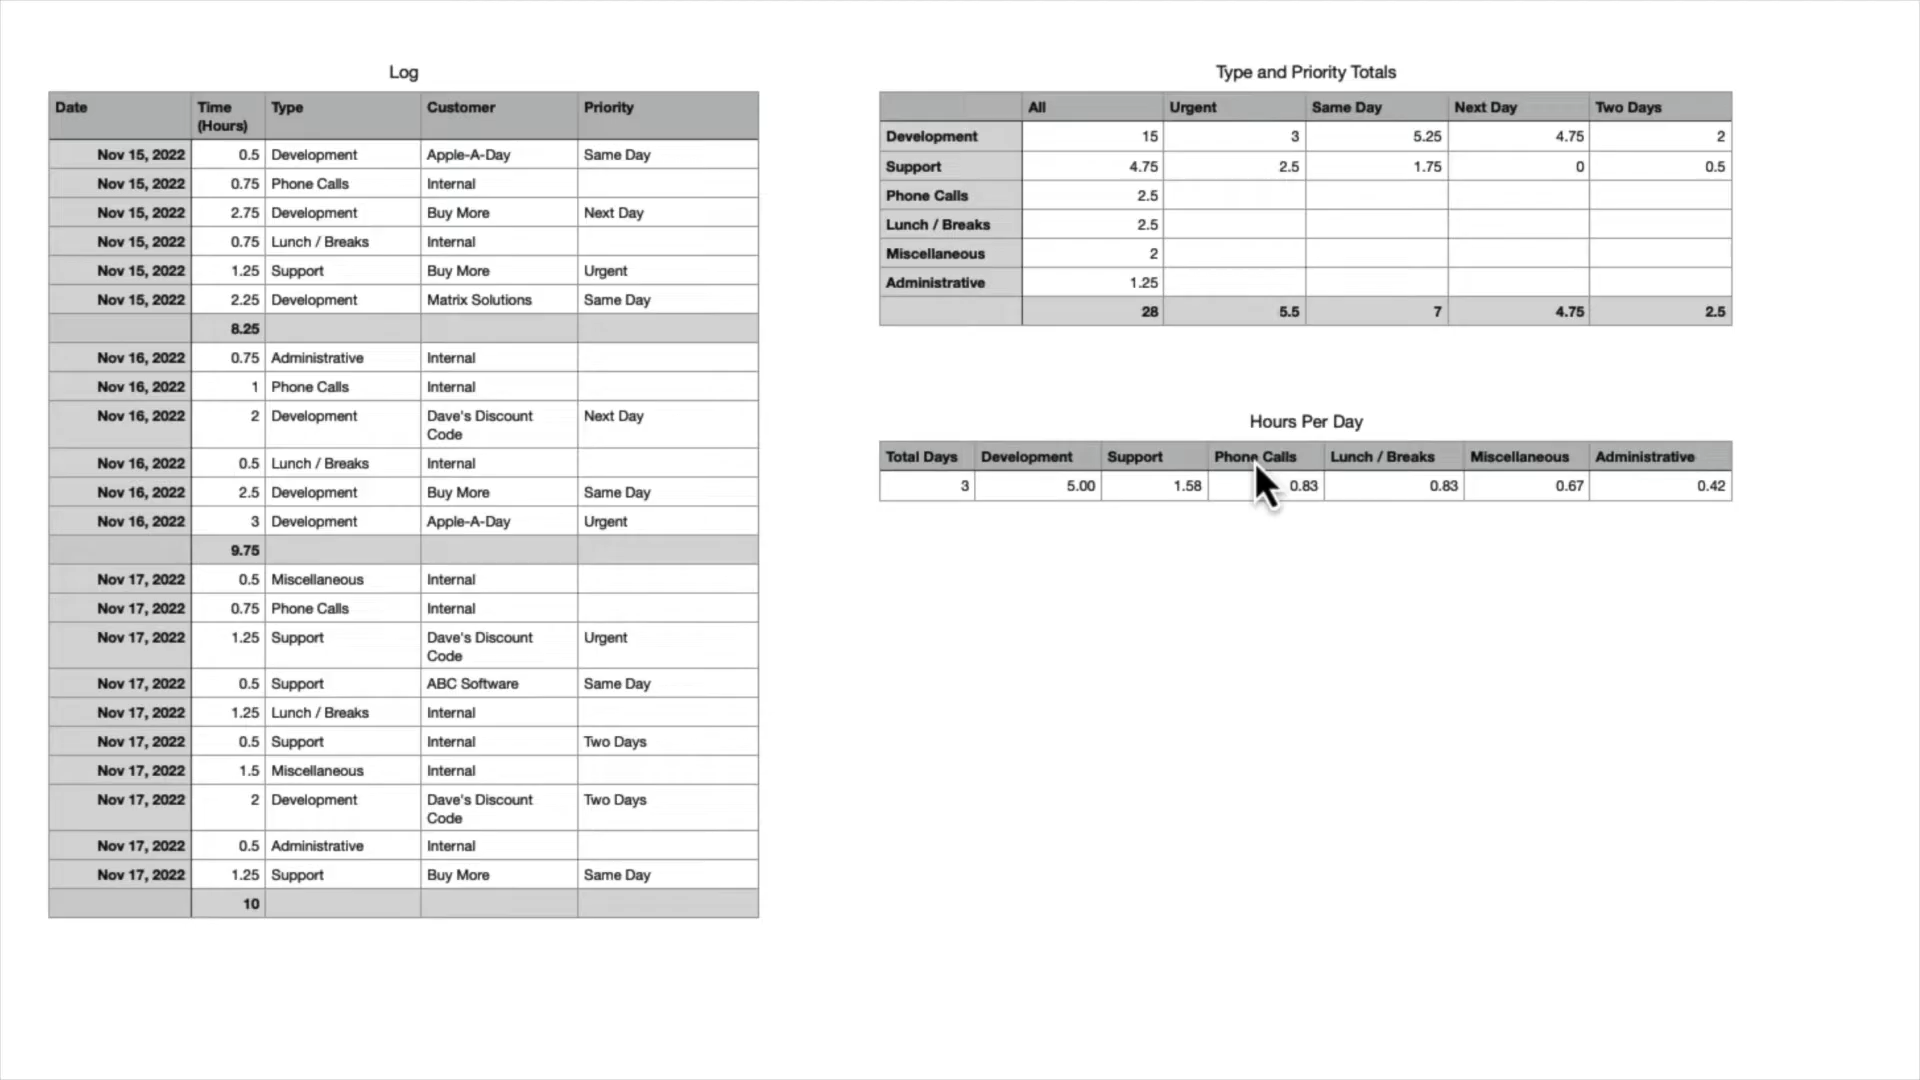 Log
Date Time (Hours) Type Customer Priority
Nov 15, 2022 0.5 Development Apple-A-Day Same Day
Nov 15, 2022 0.75 Phone Calls Internal
Nov 15, 2022 2.75 Development Buy More Next Day
Nov 15, 2022 0.75 Lunch / Breaks Internal
Nov 15, 2022 1.25 Support Buy More Urgent
Nov 15, 2022 2.25 Development Matrix Solutions Same Day
8.25
Nov 16, 2022 0.75 Administrative Internal
Nov 16, 2022 1 Phone Calls Internal
Nov 16, 2022 2 Development Dave's Discount Code Next Day
Nov 16, 2022 0.5 Lunch / Breaks Internal
Nov 16, 2022 2.5 Development Buy More Same Day
Nov 16, 2022 3 Development Apple-A-Day Urgent
9.75
Nov 17, 2022 0.5 Miscellaneous Internal
Nov 17, 2022 0.75 Phone Calls Internal
Nov 17, 2022 1.25 Support Dave's Discount Code Urgent
Nov 17, 2022 0.5 Support ABC Software Same Day
Nov 17, 2022 1.25 Lunch / Breaks Internal
Nov 17, 2022 0.5 Support Internal Two Days
Nov 17, 2022 1.5 Miscellaneous Internal
Nov 17, 2022 2 Development Dave's Discount Code Two Days
Nov 17, 2022 0.5 Administrative Internal
Nov 17, 2022 1.25 Support Buy More Same Day
10
Type and Priority Totals
All Urgent Same Day Next Day Two Days
Development 15 3 5.25 4.75 2
Support 4.75 2.5 1.75 0 0.5
Phone Calls 2.5
Lunch / Breaks 2.5
Miscellaneous 2
Administrative 1.25
28 5.5 7 4.75 2.5
Hours Per Day
Total Days Development Support Phone Calls Lunch / Breaks Miscellaneous Administrative
3 5.00 1.58 0.83 0.83 0.67 0.42